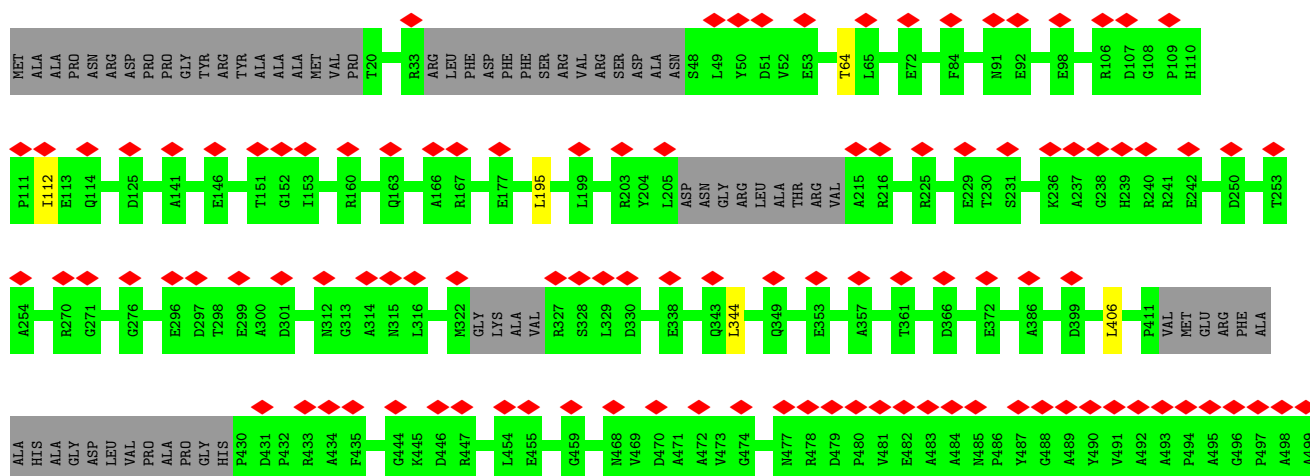 MET ALA ALA PRO ASN ARG ASP PRO PRO GLY TYR ARG TYR ALA ALA ALA MET VAL PRO T20 R33 ARG LEU PHE ASP PHE PHE SER ARG VAL ARG SER ASP ALA ASN S48 L49 Y50 D51 V52 E53 T64 L65 E72 F84 N91 E92 E98 R106 D107 G108 P109 H110
P111 I112 E113 Q114 D125 A141 E146 T151 G152 I153 R160 Q163 A166 R167 E177 L195 L199 R203 Y204 L205 ASP ASN GLY ARG LEU ALA THR ARG VAL A215 R216 R225 E229 T230 S231 K236 A237 G238 H239 R240 R241 E242 D250 T253
A254 R270 G271 G276 E296 D297 T298 E299 A300 D301 N312 G313 A314 N315 L316 M322 GLY LYS ALA VAL R327 S328 L329 D330 E338 Q343 L344 Q349 E353 A357 T361 D366 E372 A386 D399 L406 P411 VAL MET GLU ARG PHE ALA
ALA HIS ALA GLY ASP LEU VAL PRO ALA PRO GLY HIS P430 D431 P432 R433 A434 F435 G444 K445 D446 R447 L454 E455 G459 N468 V469 D470 A471 A472 V473 G474 N477 R478 D479 P480 V481 E482 A483 A484 N485 P486 Y487 G488 A489 Y490 V491 A492 A493 P494 A495 G496 P497 A498